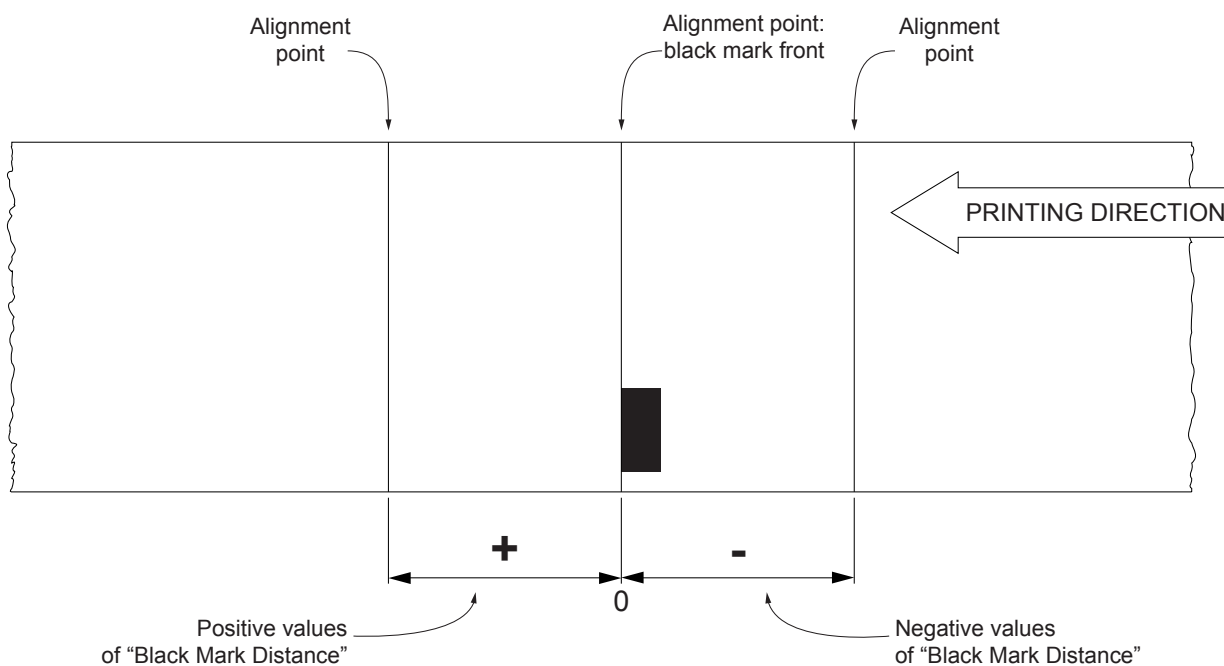 Alignment
point
Alignment point:
black mark front
Alignment
point
PRINTING DIRECTION
+
-
0
Positive values
of “Black Mark Distance”
Negative values
of “Black Mark Distance”